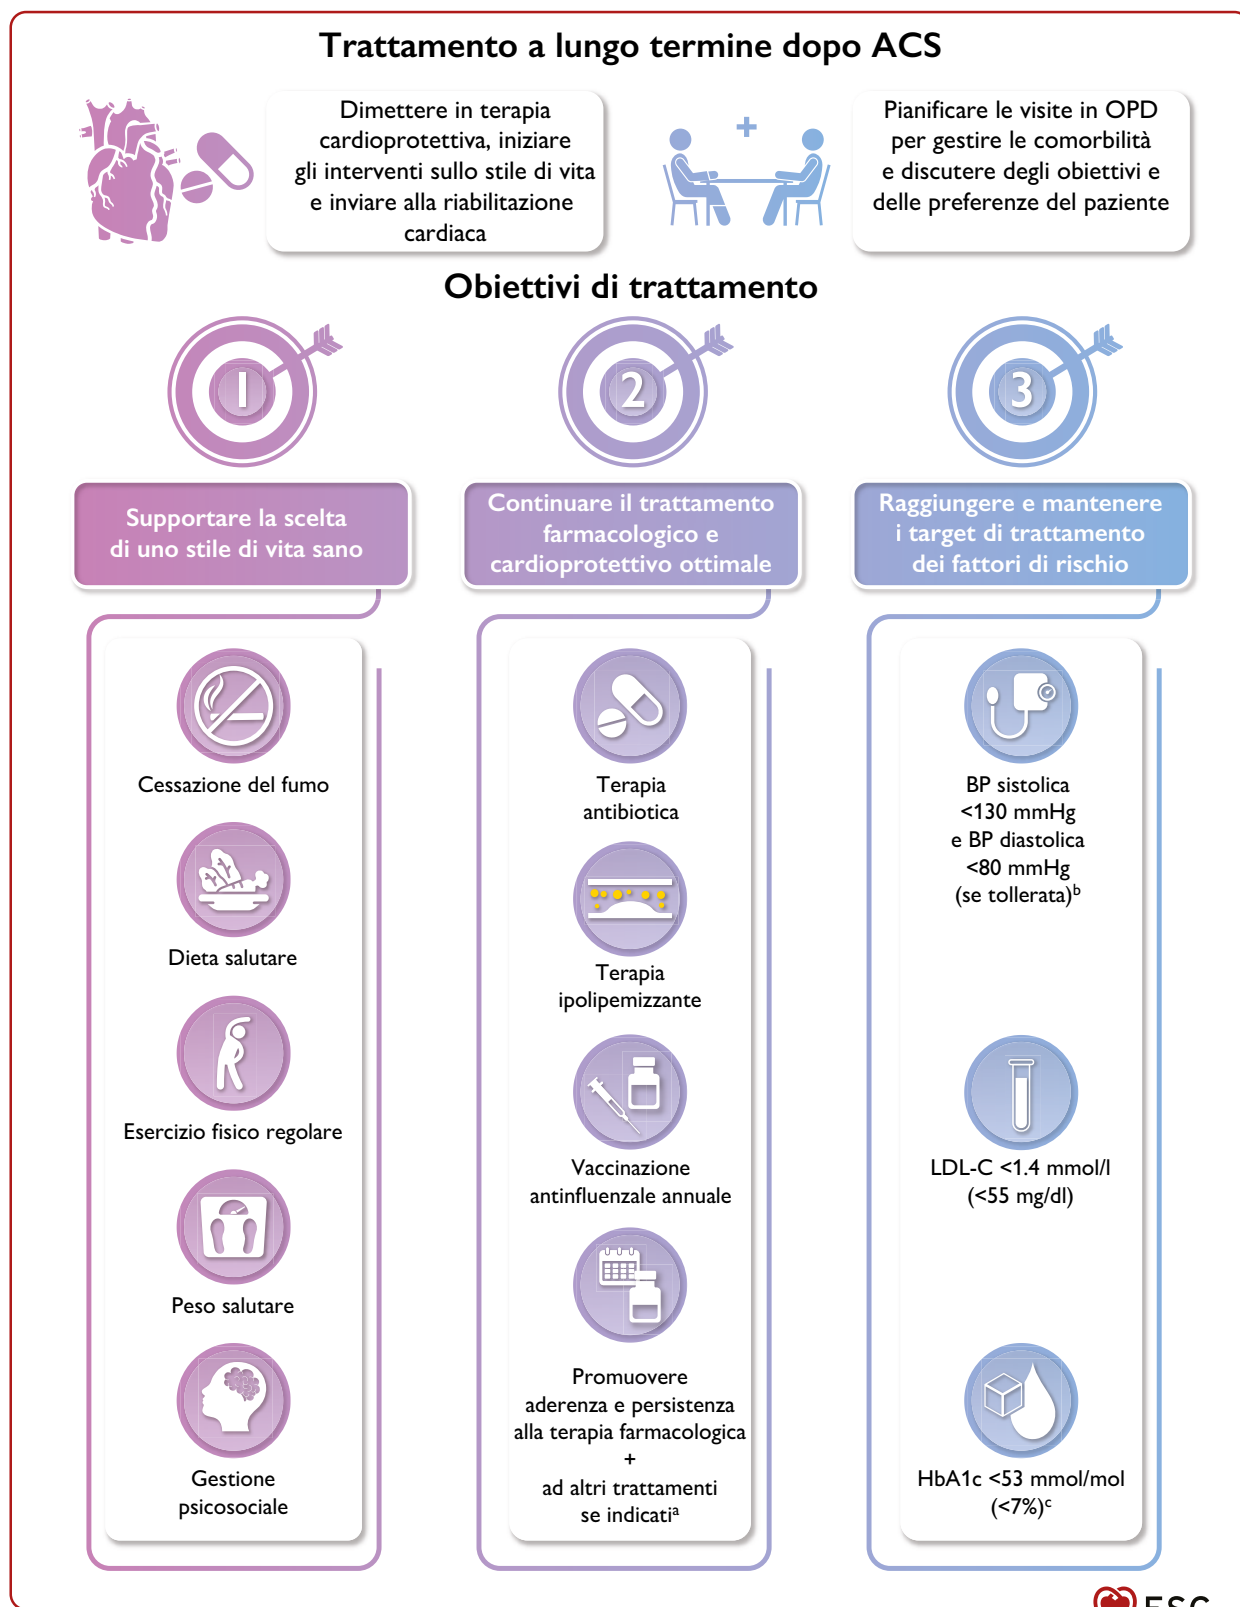 Trattamento a lungo termine dopo ACS
Dimettere in terapia
cardioprotettiva, iniziare
gli interventi sullo stile di vita
e inviare alla riabilitazione
cardiaca
+
Pianificare le visite in OPD
per gestire le comorbilità
e discutere degli obiettivi e
delle preferenze del paziente
Obiettivi di trattamento
1
2
3
Supportare la scelta
di uno stile di vita sano
Continuare il trattamento
farmacologico e
cardioprotettivo ottimale
Raggiungere e mantenere
i target di trattamento
dei fattori di rischio
Cessazione del fumo
Dieta salutare
Esercizio fisico regolare
Peso salutare
Gestione
psicosociale
Terapia
antibiotica
Terapia
ipolipemizzante
Vaccinazione
antinfluenzale annuale
Promuovere
aderenza e persistenza
alla terapia farmacologica
+
ad altri trattamenti
se indicatiᵃ
BP sistolica
<130 mmHg
e BP diastolica
<80 mmHg
(se tollerata)ᵇ
LDL-C <1.4 mmol/l
(<55 mg/dl)
HbA1c <53 mmol/mol
(<7%)ᶜ
ESC